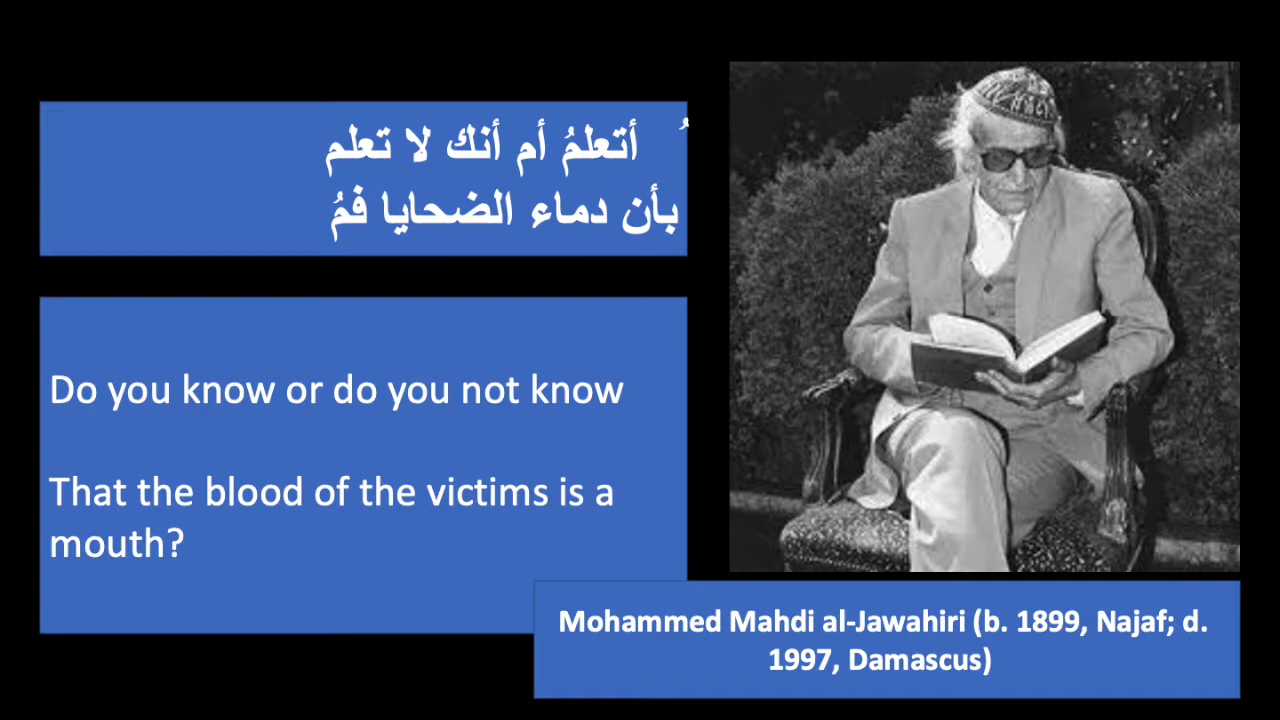 أتعلمُ أم أنك لا تعلم
بأن دماء الضحايا فمُ
Do you know or do you not know
That the blood of the victims is a
mouth?
Mohammed Mahdi al-Jawahiri (b. 1899, Najaf; d.
1997, Damascus)